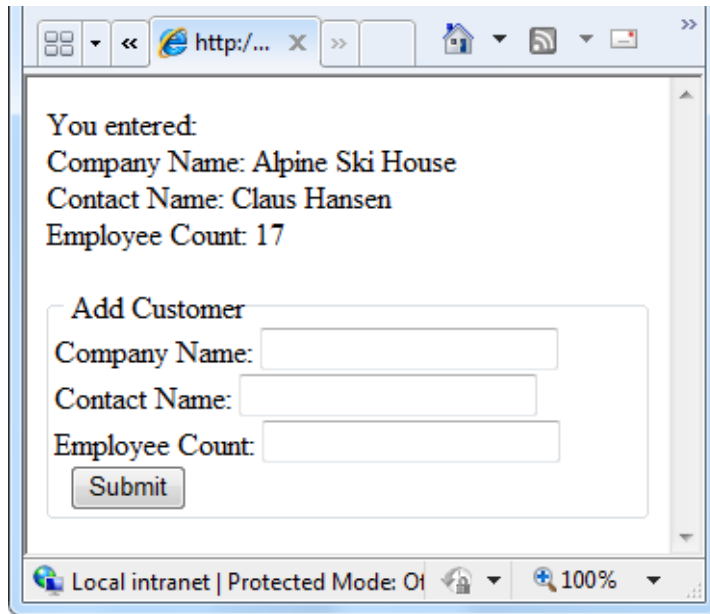 http:/...
You entered:
Company Name: Alpine Ski House
Contact Name: Claus Hansen
Employee Count: 17
Add Customer
Company Name:
Contact Name:
Employee Count:
Submit
Local intranet | Protected Mode: Of
100%